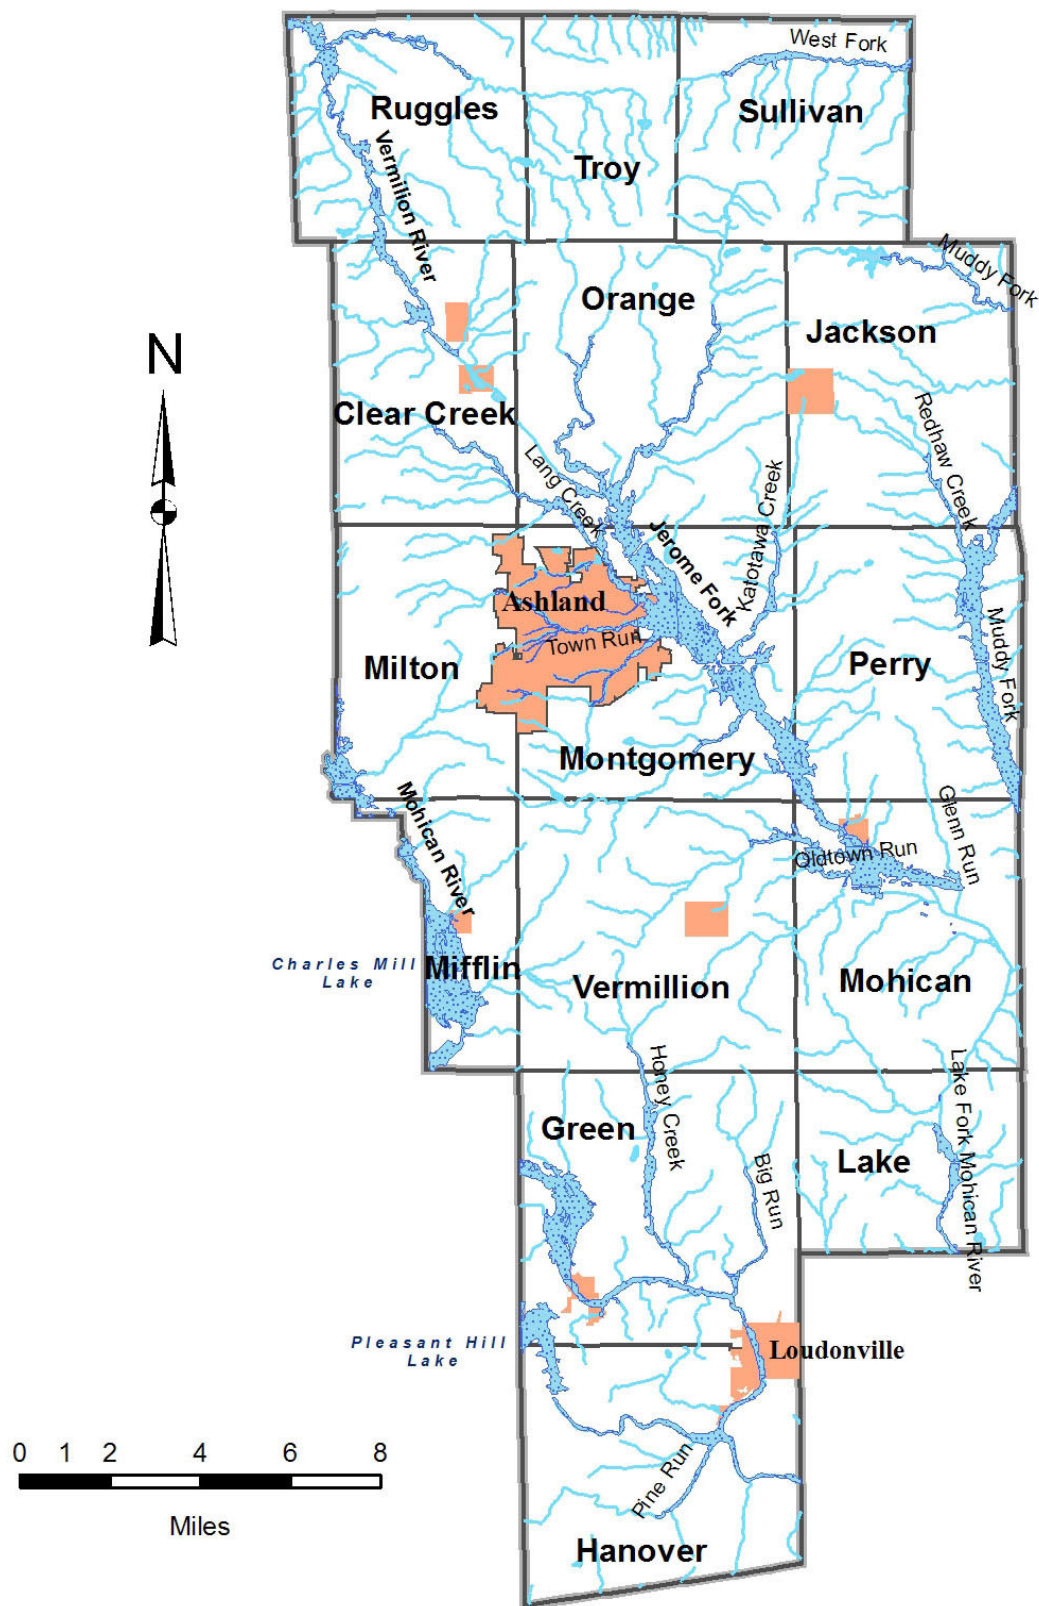 West Fork
Ruggles
Sullivan
Troy
Vermilion River
Muddy Fork
Orange
Jackson
N
Clear Creek
Redhaw Creek
Lang Creek
Katotawa Creek
Jerome Fork
Ashland
Town Run
Milton
Perry
Muddy Fork
Montgomery
Mohican River
Glenn Run
Oldtown Run
Charles Mill
Lake
Mifflin
Vermillion
Mohican
Honey Creek
Lake Fork Mohican River
Green
Big Run
Lake
Pleasant Hill
Lake
Loudonville
0 1 2 4 6 8
Miles
Pine Run
Hanover